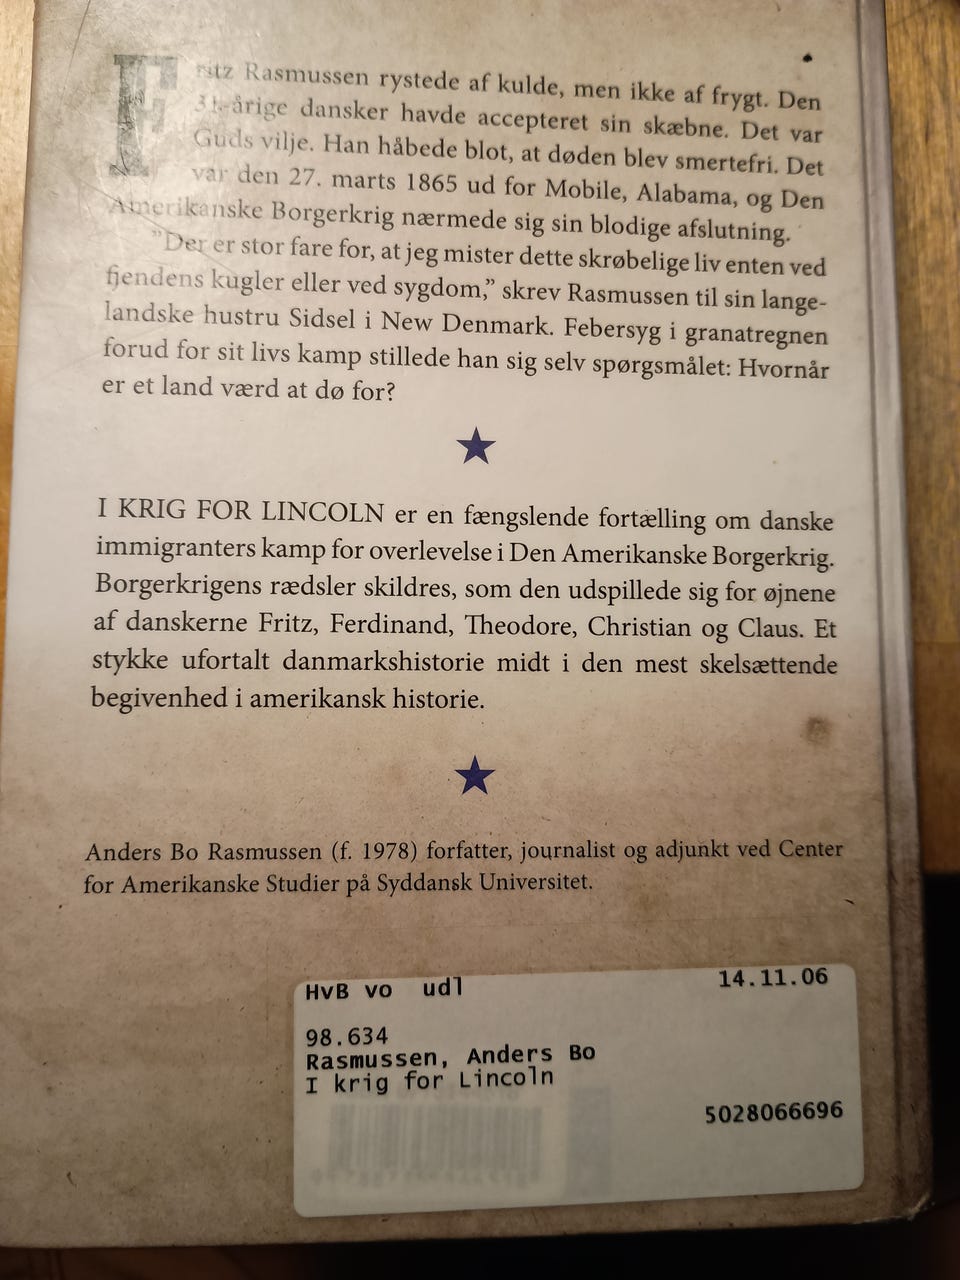 Fritz Rasmussen rystede af kulde, men ikke af frygt. Den
31-årige dansker havde accepteret sin skæbne. Det var
Guds vilje. Han håbede blot, at døden blev smertefri. Det
var den 27. marts 1865 ud for Mobile, Alabama, og Den
Amerikanske Borgerkrig nærmede sig sin blodige afslutning.
”Der er stor fare for, at jeg mister dette skrøbelige liv enten ved
fjendens kugler eller ved sygdom,” skrev Rasmussen til sin lange-
landske hustru Sidsel i New Denmark. Febersyg i granatregnen
forud for sit livs kamp stillede han sig selv spørgsmålet: Hvornår
er et land værd at dø for?
I KRIG FOR LINCOLN er en fængslende fortælling om danske
immigranters kamp for overlevelse i Den Amerikanske Borgerkrig.
Borgerkrigens rædsler skildres, som den udspillede sig for øjnene
af danskerne Fritz, Ferdinand, Theodore, Christian og Claus. Et
stykke ufortalt danmarkshistorie midt i den mest skelsættende
begivenhed i amerikansk historie.
Anders Bo Rasmussen (f. 1978) forfatter, journalist og adjunkt ved Center
for Amerikanske Studier på Syddansk Universitet.
HvB vo udl 14.11.06
98.634
Rasmussen, Anders Bo
I krig for Lincoln
5028066696